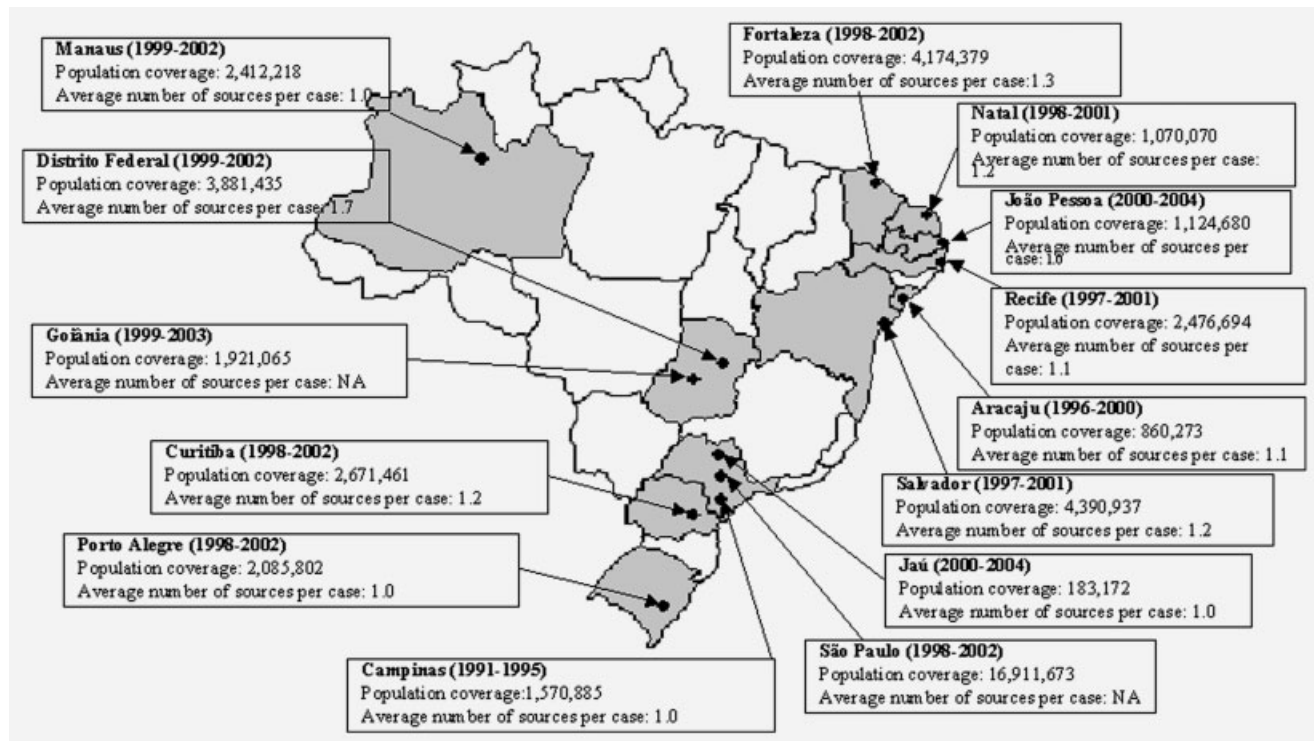 Manaus (1999-2002)
Population coverage: 2,412,218
Average number of sources per case: 1.0
Fortaleza (1998-2002)
Population coverage: 4,174,379
Average number of sources per case:1.3
Natal (1998-2001)
Population coverage: 1,070,070
Average number of sources per case:
1.2
Distrito Federal (1999-2002)
Population coverage: 3,881,435
Average number of sources per case: 1.7
João Pessoa (2000-2004)
Population coverage: 1,124,680
Average number of sources per
case: 1.0
Recife (1997-2001)
Population coverage: 2,476,694
Average number of sources per
case: 1.1
Goiânia (1999-2003)
Population coverage: 1,921,065
Average number of sources per case: NA
Aracaju (1996-2000)
Population coverage: 860,273
Average number of sources per case: 1.1
Curitiba (1998-2002)
Population coverage: 2,671,461
Average number of sources per case: 1.2
Salvador (1997-2001)
Population coverage: 4,390,937
Average number of sources per case: 1.2
Porto Alegre (1998-2002)
Population coverage: 2,085,802
Average number of sources per case: 1.0
Jaú (2000-2004)
Population coverage: 183,172
Average number of sources per case: 1.0
São Paulo (1998-2002)
Population coverage: 16,911,673
Average number of sources per case: NA
Campinas (1991-1995)
Population coverage:1,570,885
Average number of sources per case: 1.0